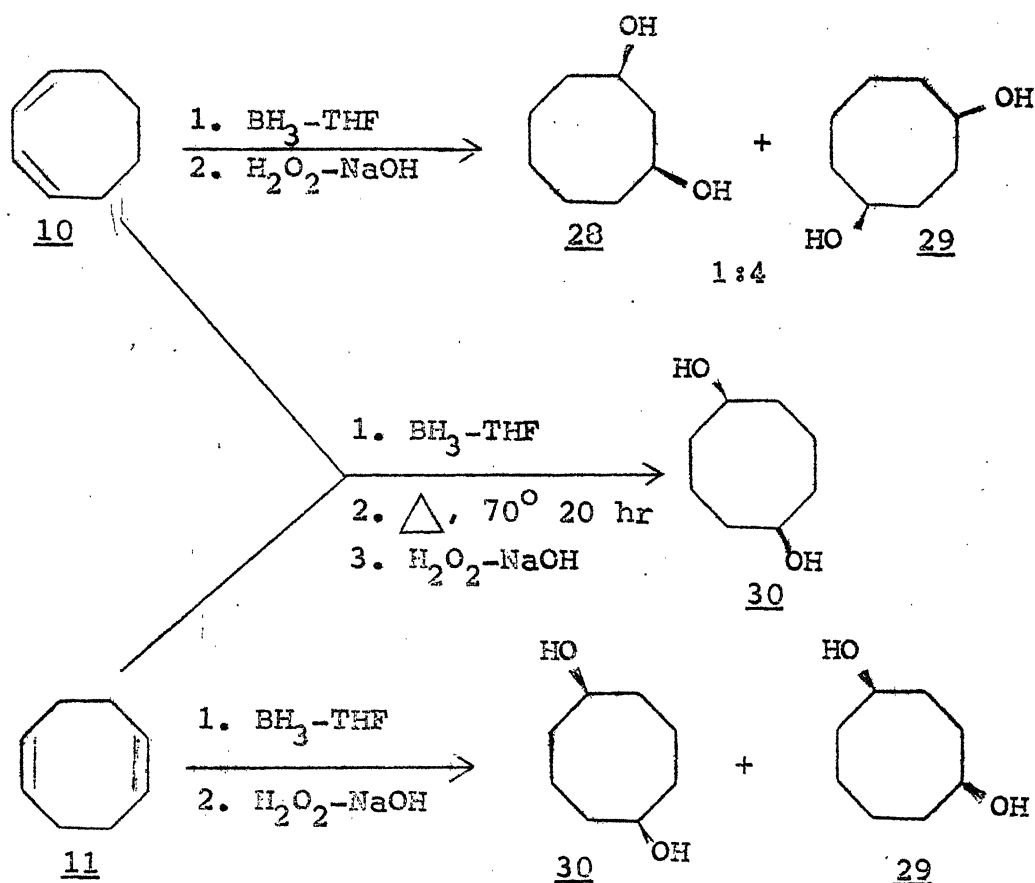 OH
1. BH3-THF
2. H2O2-NaOH
OH
10
28
+
OH
HO
29
1:4
1. BH3-THF
2. △, 70° 20 hr
3. H2O2-NaOH
HO
OH
30
1. BH3-THF
2. H2O2-NaOH
11
HO
OH
30
+
HO
OH
29